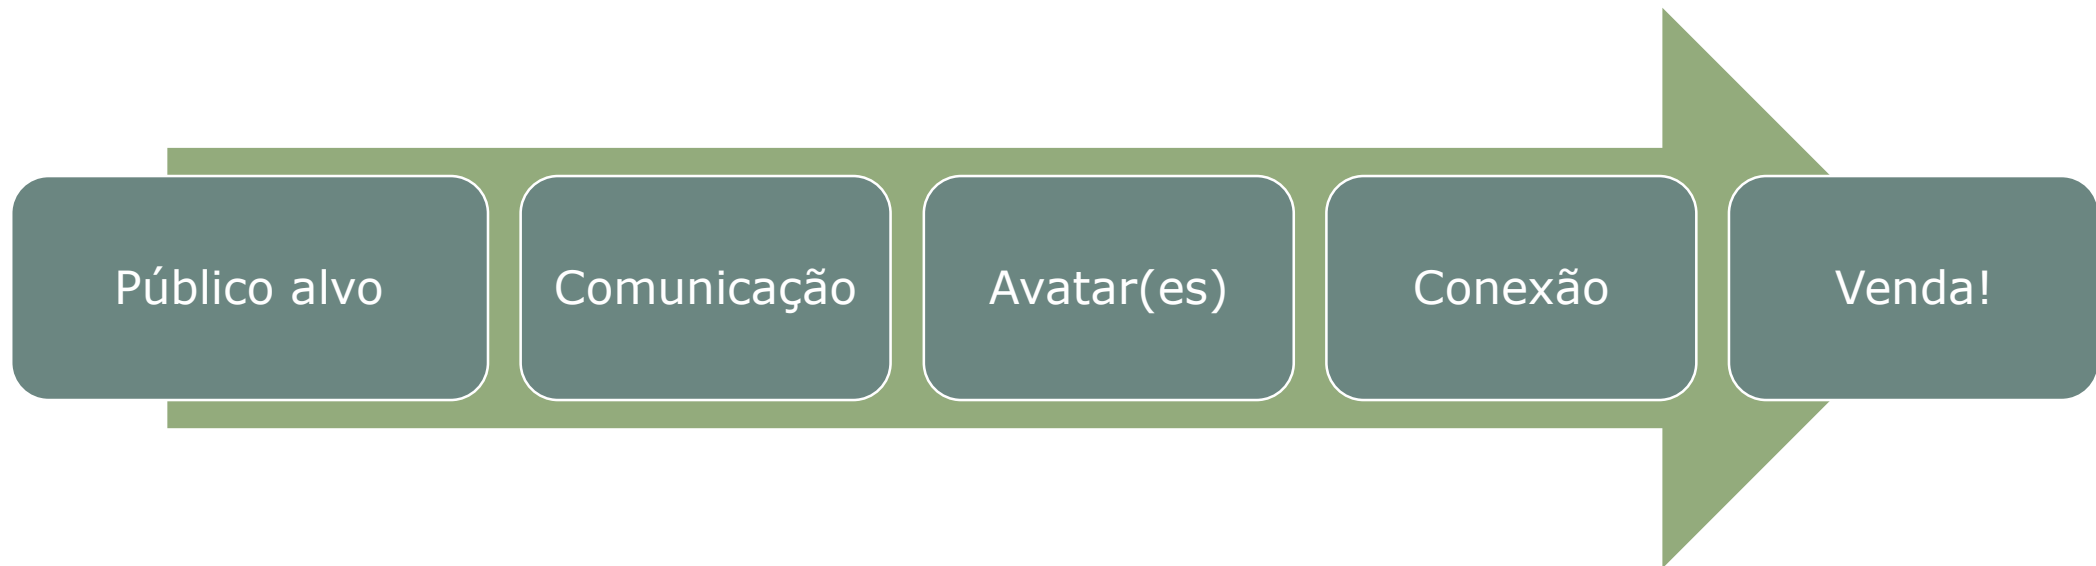 Público alvo
Comunicação
Avatar(es)
Conexão
Venda!